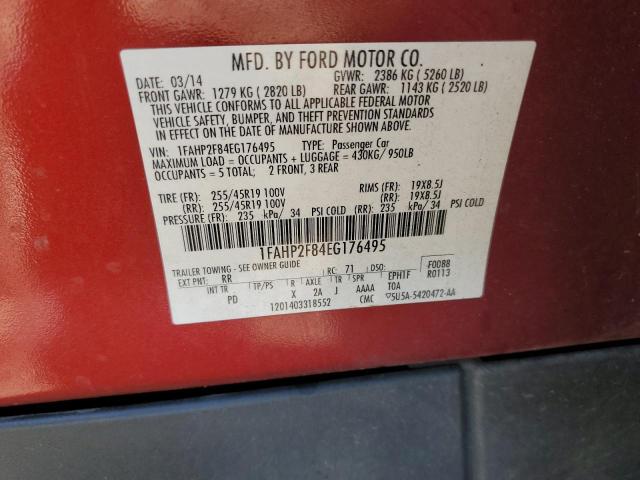 MFD. BY FORD MOTOR CO.
DATE: 03/14 GVWR: 2386 KG ( 5260 LB)
FRONT GAWR: 1279 KG ( 2820 LB) REAR GAWR: 1143 KG ( 2520 LB)
THIS VEHICLE CONFORMS TO ALL APPLICABLE FEDERAL MOTOR
VEHICLE SAFETY, BUMPER, AND THEFT PREVENTION STANDARDS
IN EFFECT ON THE DATE OF MANUFACTURE SHOWN ABOVE.
VIN: 1FAHP2F84EG176495 TYPE: Passenger Car
MAXIMUM LOAD = OCCUPANTS + LUGGAGE = 430KG/ 950LB
OCCUPANTS = 5 TOTAL; 2 FRONT, 3 REAR
TIRE (FR): 255/45R19 100V RIMS (FR): 19X8.5J
(RR): 255/45R19 100V (RR): 19X8.5J
PRESSURE (FR): 235 kPa/ 34 PSI COLD (RR): 235 kPa/ 34 PSI COLD
1FAHP2F84EG176495
TRAILER TOWING - SEE OWNER GUIDE F0088
EXT PNT: RR RC: 71 DSO: R0113
INT TR TP/PS R AXLE TR SPR EPH1F
PD X 2A J AAAA TOA
1201403318552 CMC 5U5A-5420472-AA